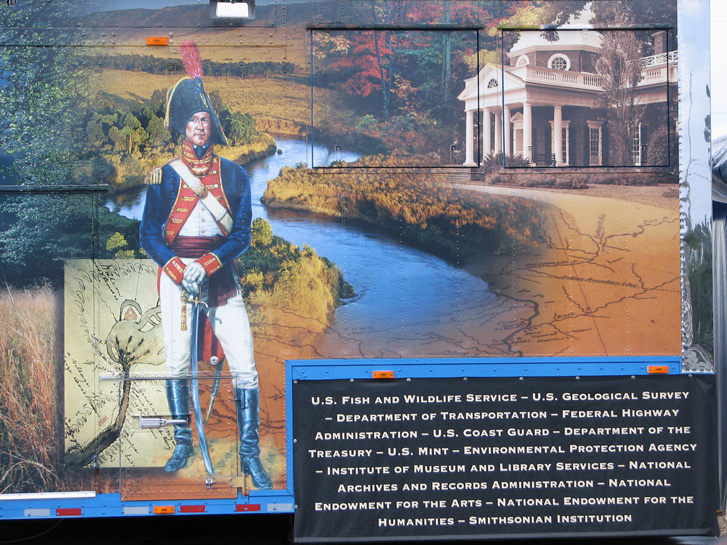 U.S. Fish and Wildlife Service – U.S. Geological Survey
– Department of Transportation – Federal Highway
Administration – U.S. Coast Guard – Department of the
Treasury – U.S. Mint – Environmental Protection Agency
– Institute of Museum and Library Services – National
Archives and Records Administration – National
Endowment for the Arts – National Endowment for the
Humanities – Smithsonian Institution